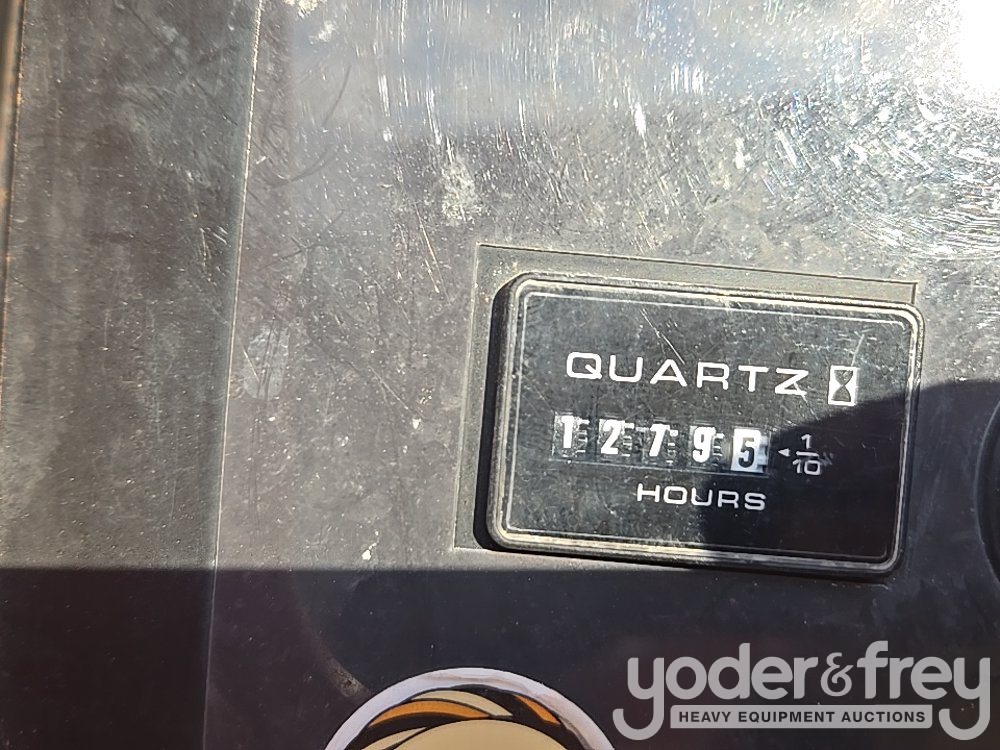 QUARTZ
12795 1/10
HOURS
yoder&frey
HEAVY EQUIPMENT AUCTIONS